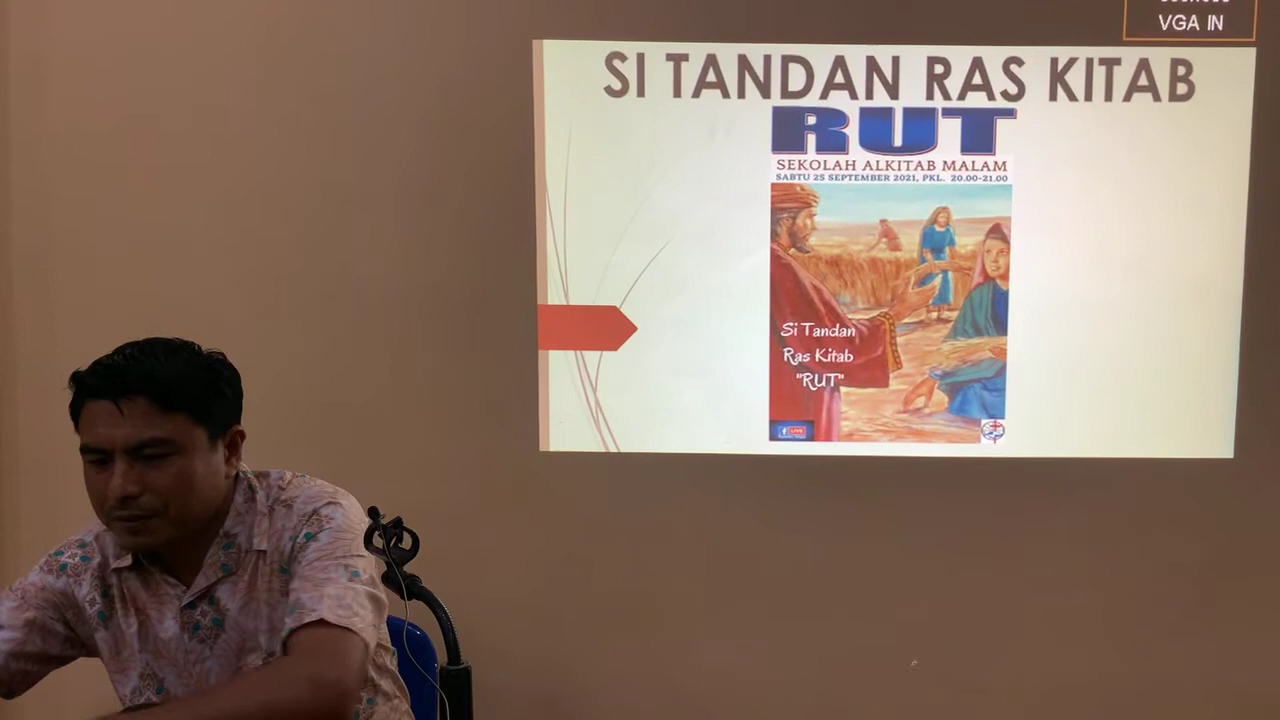 VGA IN
SI TANDAN RAS KITAB
RUT
SEKOLAH ALKITAB MALAM
SABTU 25 SEPTEMBER 2021, PKL. 20.00-21.00
Si Tandan
Ras Kitab
"RUT"
LIVE